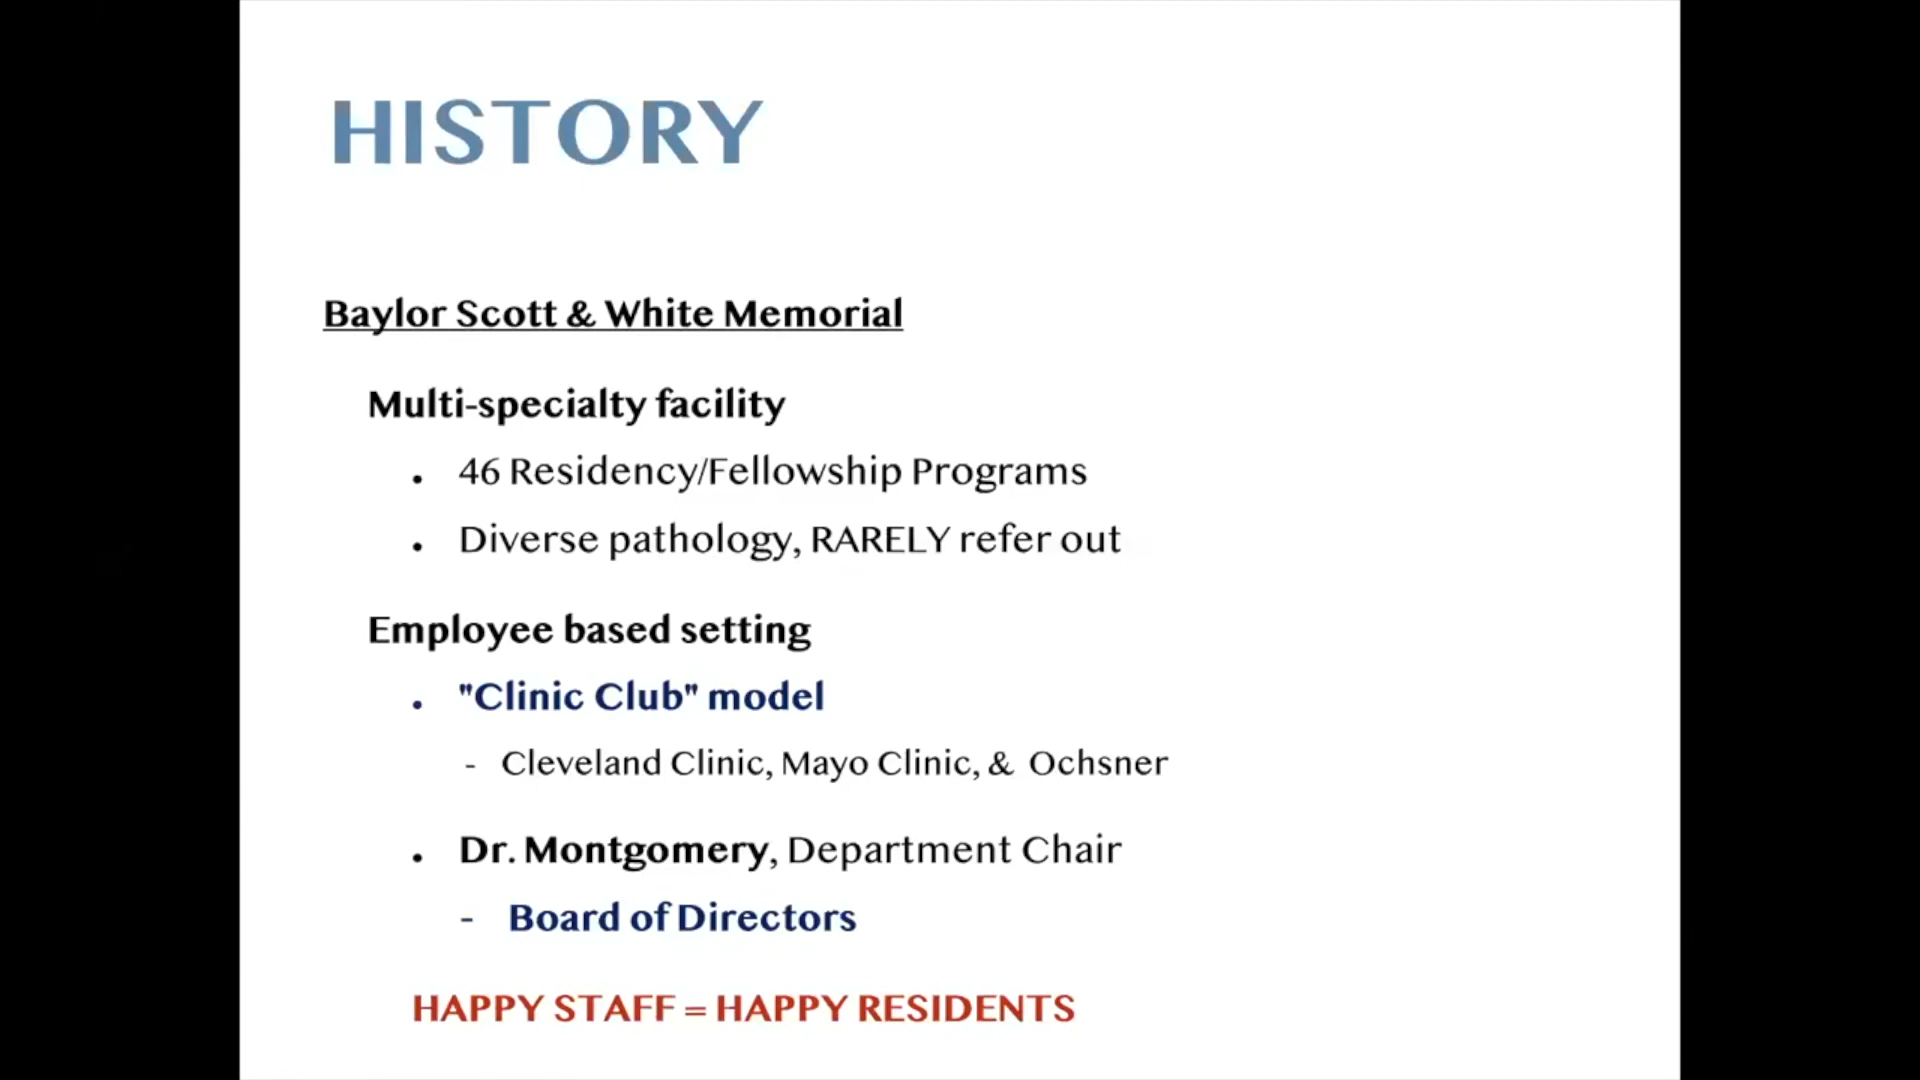 HISTORY
Baylor Scott & White Memorial
Multi-specialty facility
• 46 Residency/Fellowship Programs
• Diverse pathology, RARELY refer out
Employee based setting
• "Clinic Club" model
- Cleveland Clinic, Mayo Clinic, & Ochsner
• Dr. Montgomery, Department Chair
- Board of Directors
HAPPY STAFF = HAPPY RESIDENTS